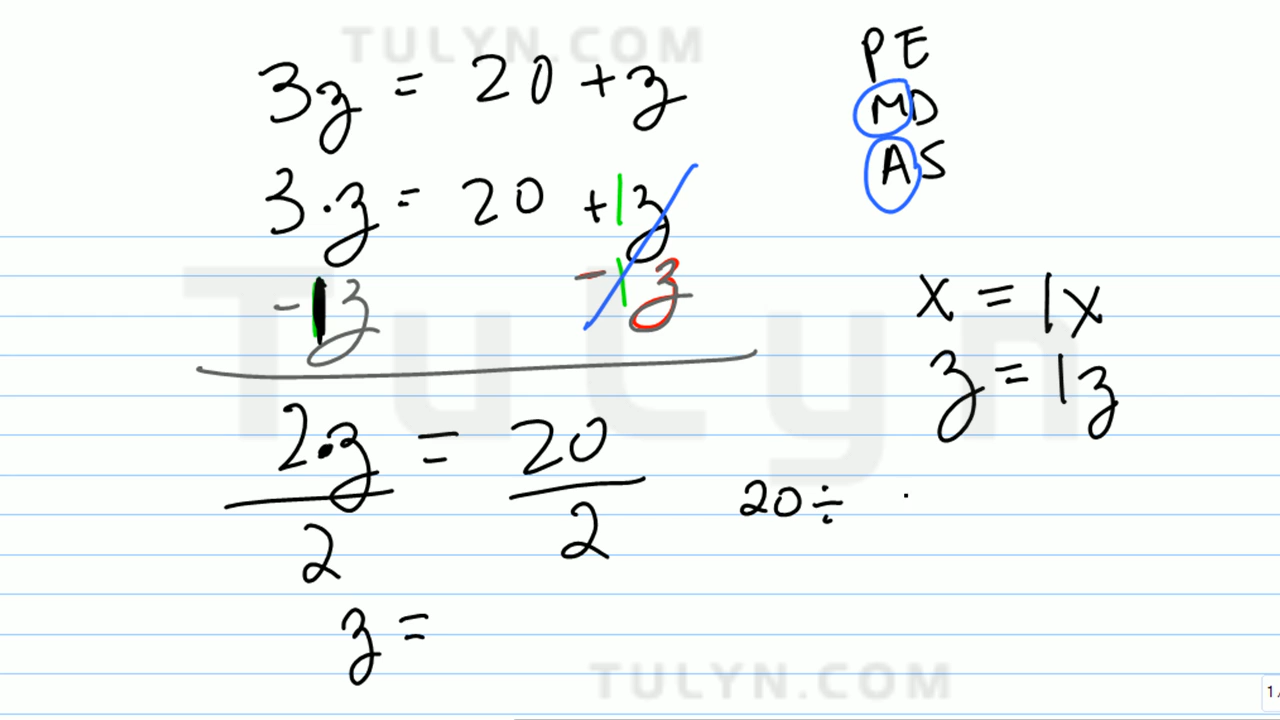 TULYN.COM
3z = 20 + z
3·z = 20 + 1z
- 1z - 1z
2·z = 20
2 2
z =
PE
MD
AS
x = 1x
z = 1z
20 ÷
Tulyn
TULYN.COM